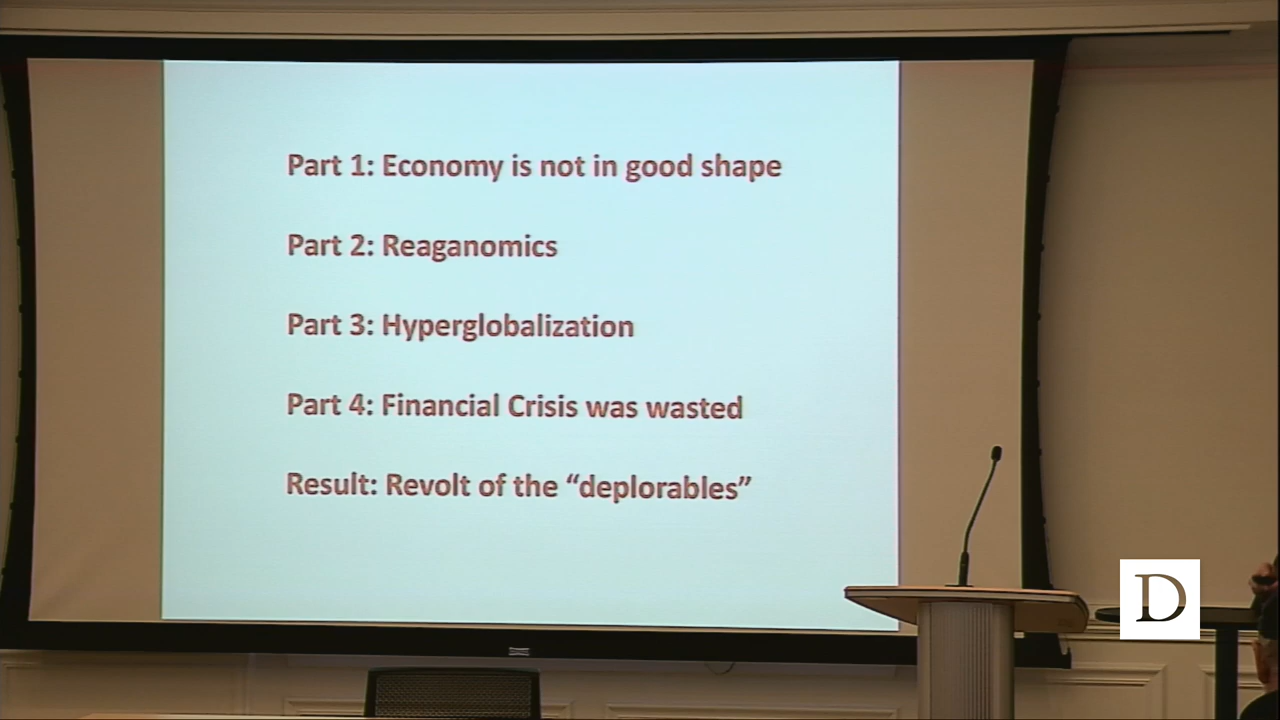 Part 1: Economy is not in good shape
Part 2: Reaganomics
Part 3: Hyperglobalization
Part 4: Financial Crisis was wasted
Result: Revolt of the “deplorables”
D